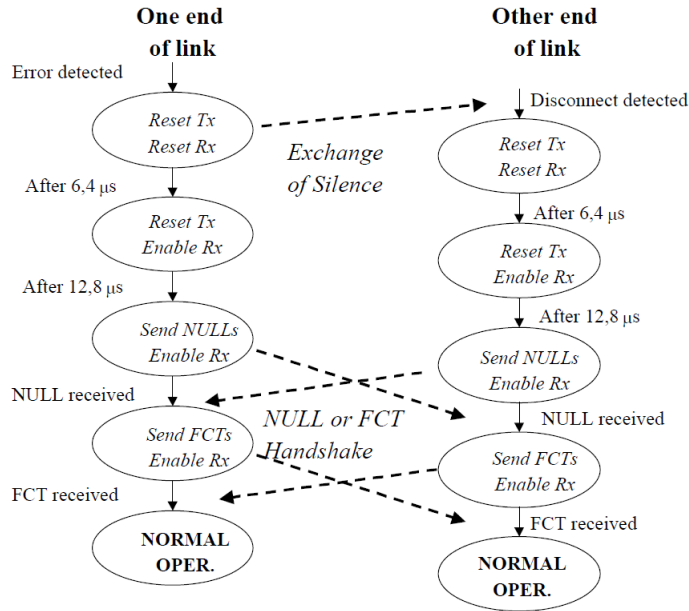 One end
of link
Other end
of link
Error detected
Disconnect detected
Reset Tx
Reset Rx
Exchange
of Silence
Reset Tx
Reset Rx
After 6,4 μs
After 6,4 μs
Reset Tx
Enable Rx
Reset Tx
Enable Rx
After 12,8 μs
After 12,8 μs
Send NULLs
Enable Rx
Send NULLs
Enable Rx
NULL received
NULL received
NULL or FCT
Handshake
Send FCTs
Enable Rx
Send FCTs
Enable Rx
FCT received
FCT received
NORMAL
OPER.
NORMAL
OPER.